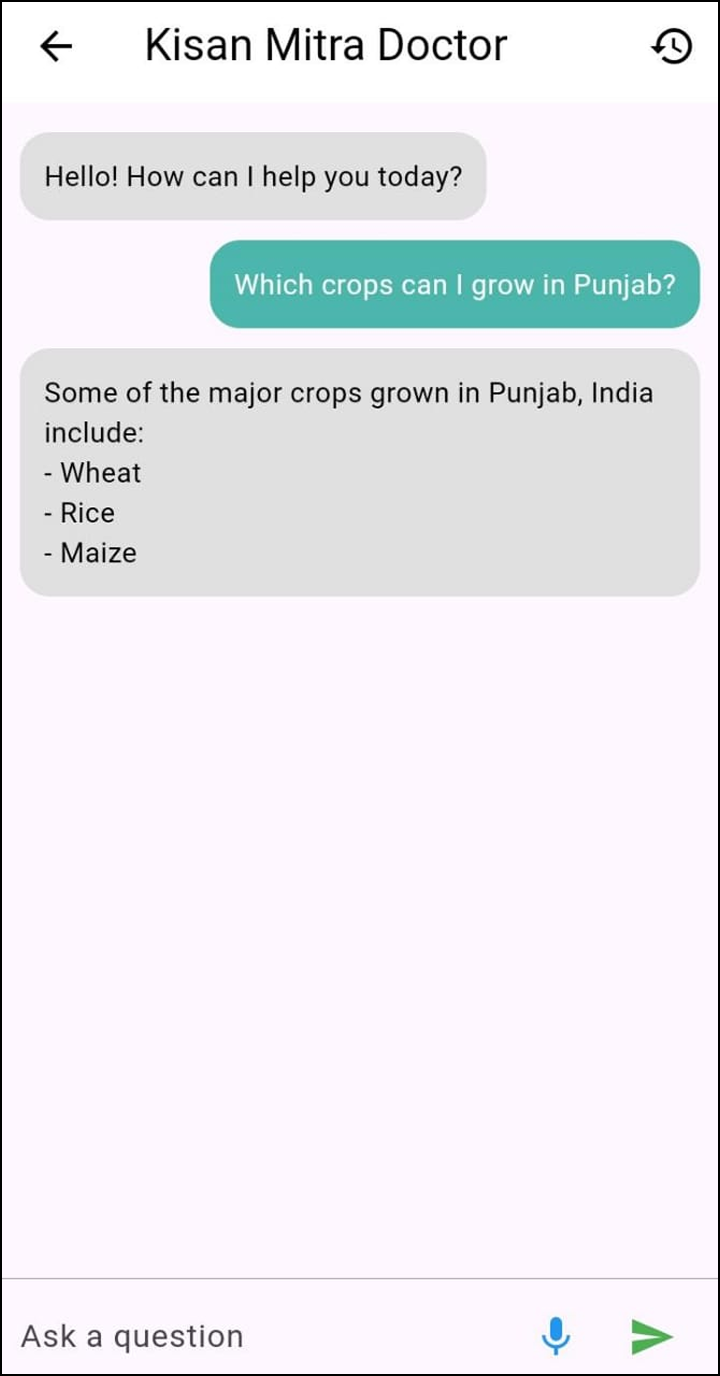 Kisan Mitra Doctor
Hello! How can I help you today?
Which crops can I grow in Punjab?
Some of the major crops grown in Punjab, India
include:
- Wheat
- Rice
- Maize
Ask a question